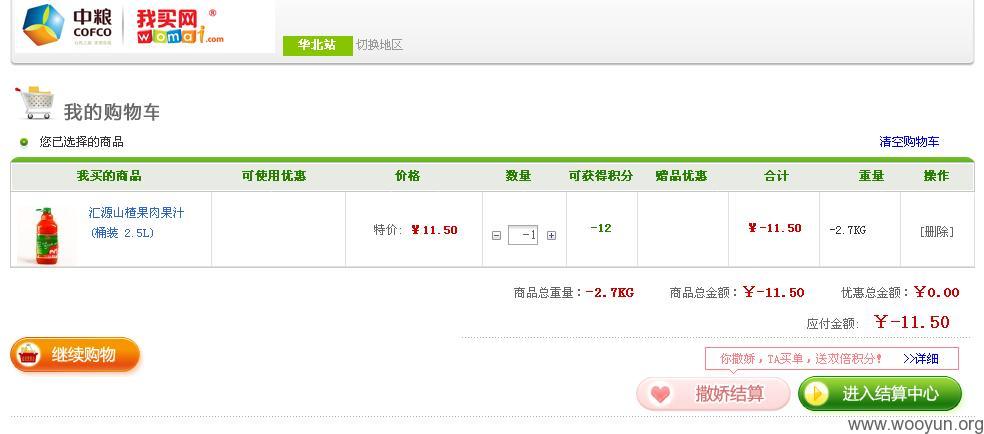 中粮 我买网®
COFCO womai.com
华北站 切换地区
我的购物车
您已选择的商品 清空购物车
我买的商品 可使用优惠 价格 数量 可获得积分 赠品优惠 合计 重量 操作
汇源山楂果肉果汁
(桶装 2.5L)
特价: ¥11.50 -1 -12 ¥-11.50 -2.7KG [删除]
商品总重量：-2.7KG 商品总金额：¥-11.50 优惠总金额：¥0.00
应付金额: ¥-11.50
继续购物
你撒娇，TA买单，送双倍积分! >>详细
撒娇结算 进入结算中心
www.wooyun.org